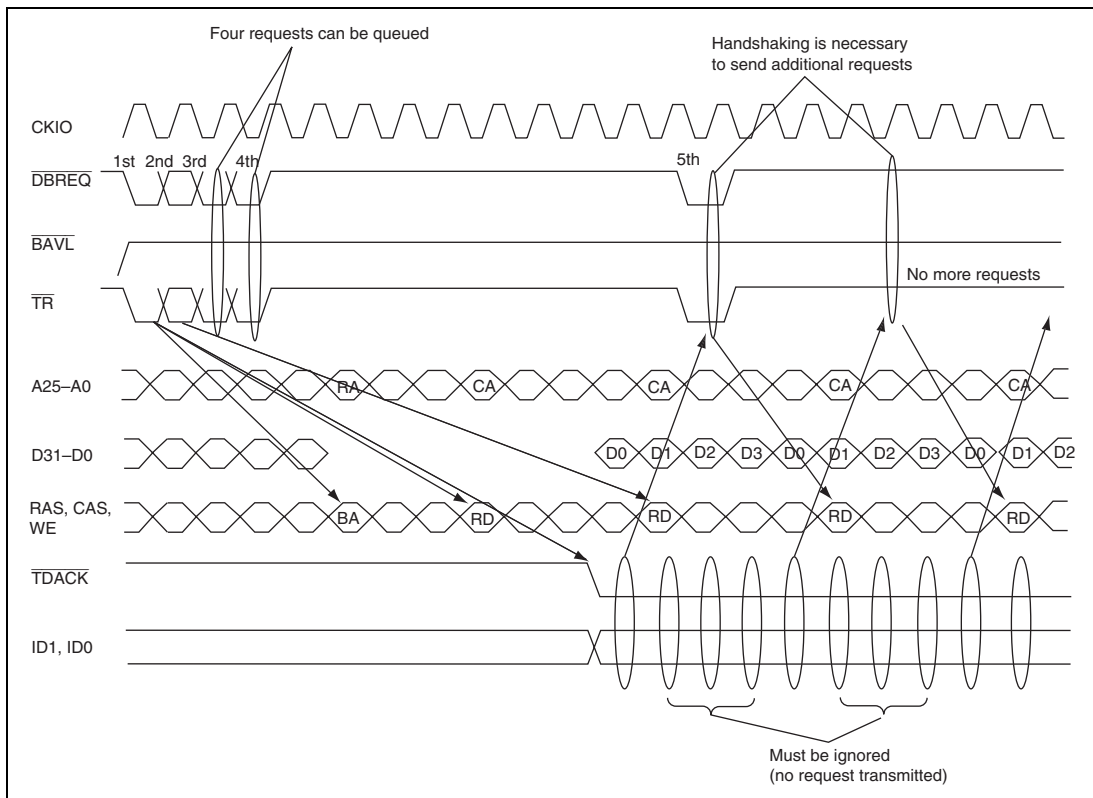 Four requests can be queued
Handshaking is necessary
to send additional requests
CKIO
1st 2nd 3rd 4th 5th
DBREQ
BAVL
No more requests
TR
A25–A0 RA CA CA CA CA
D31–D0 D0 D1 D2 D3 D0 D1 D2 D3 D0 D1 D2
RAS, CAS,
WE BA RD RD RD RD
TDACK
ID1, ID0
Must be ignored
(no request transmitted)